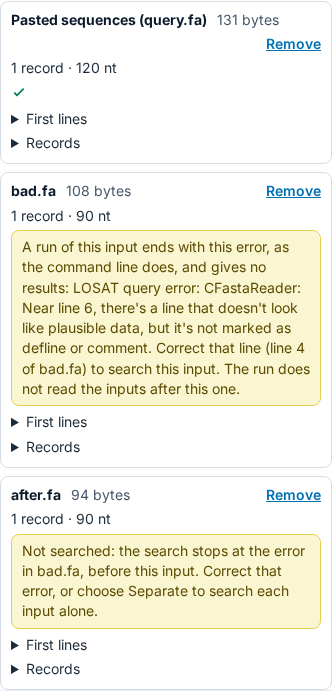 Pasted sequences (query.fa) 131 bytes
Remove
1 record · 120 nt
✓
▶ First lines
▶ Records
bad.fa 108 bytes Remove
1 record · 90 nt
A run of this input ends with this error, as
the command line does, and gives no
results: LOSAT query error: CFastaReader:
Near line 6, there's a line that doesn't look
like plausible data, but it's not marked as
defline or comment. Correct that line (line 4
of bad.fa) to search this input. The run does
not read the inputs after this one.
▶ First lines
▶ Records
after.fa 94 bytes Remove
1 record · 90 nt
Not searched: the search stops at the error
in bad.fa, before this input. Correct that
error, or choose Separate to search each
input alone.
▶ First lines
▶ Records